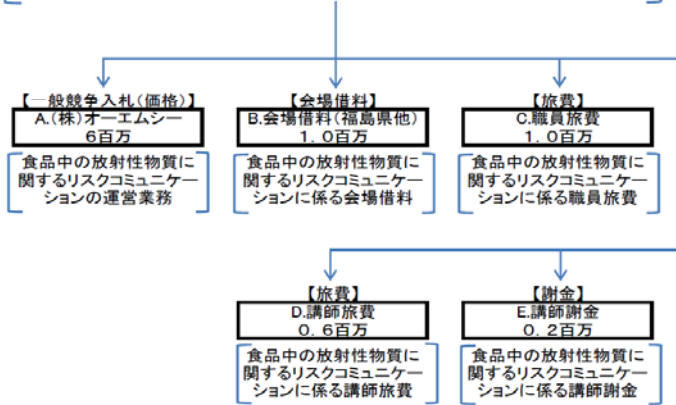 【一般競争入札(価格)】
A.(株)オーエムシー
6百万
食品中の放射性物質に
関するリスクコミュニケー
ションの運営業務
【会場借料】
B.会場借料(福島県他)
1.0百万
食品中の放射性物質に
関するリスクコミュニケー
ションに係る会場借料
【旅費】
C.職員旅費
1.0百万
食品中の放射性物質に
関するリスクコミュニケー
ションに係る職員旅費
【旅費】
D.講師旅費
0.6百万
食品中の放射性物質に
関するリスクコミュニケー
ションに係る講師旅費
【謝金】
E.講師謝金
0.2百万
食品中の放射性物質に
関するリスクコミュニケー
ションに係る講師謝金